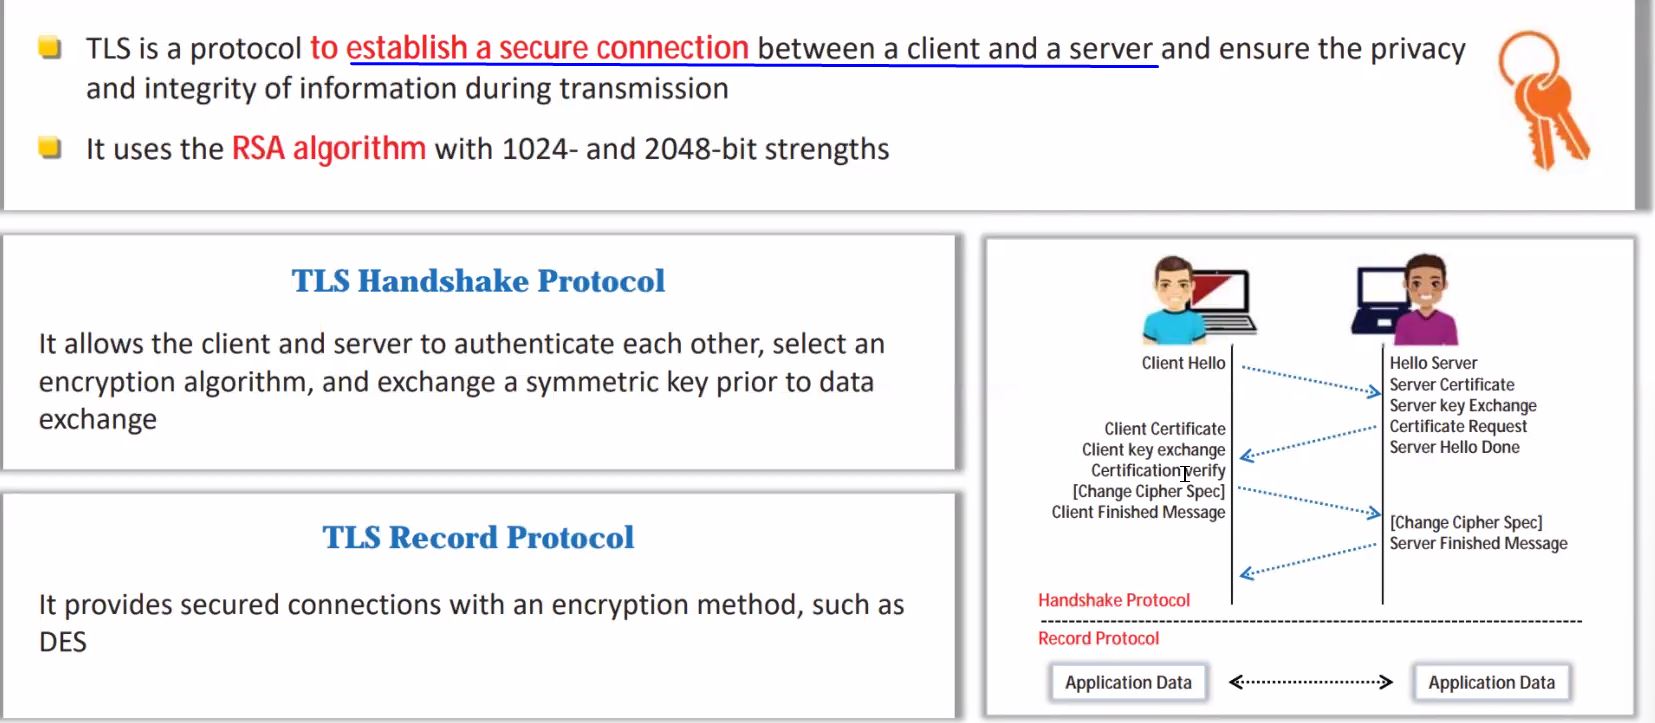 TLS is a protocol to establish a secure connection between a client and a server and ensure the privacy
and integrity of information during transmission
It uses the RSA algorithm with 1024- and 2048-bit strengths
TLS Handshake Protocol
It allows the client and server to authenticate each other, select an
encryption algorithm, and exchange a symmetric key prior to data
exchange
TLS Record Protocol
It provides secured connections with an encryption method, such as
DES
Client Hello
Hello Server
Server Certificate
Server key Exchange
Certificate Request
Server Hello Done
Client Certificate
Client key exchange
Certification verify
[Change Cipher Spec]
Client Finished Message
[Change Cipher Spec]
Server Finished Message
Handshake Protocol
Record Protocol
Application Data
Application Data